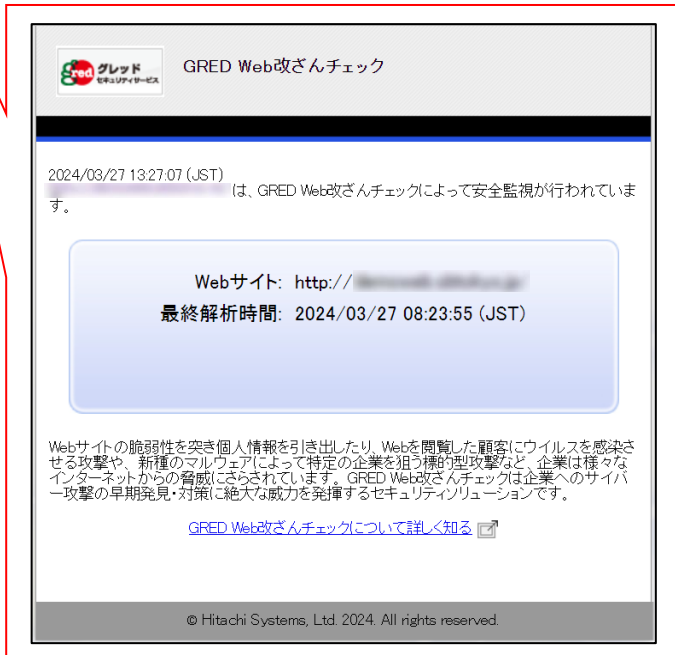 gred グレッド
セキュリティサービス
GRED Web改ざんチェック
2024/03/27 13:27:07 (JST)
は、GRED Web改ざんチェックによって安全監視が行われていま
す。
Webサイト: http://
最終解析時間: 2024/03/27 08:23:55 (JST)
Webサイトの脆弱性を突き個人情報を引き出したり、Webを閲覧した顧客にウイルスを感染さ
せる攻撃や、新種のマルウェアによって特定の企業を狙う標的型攻撃など、企業は様々な
インターネットからの脅威にさらされています。GRED Web改ざんチェックは企業へのサイバ
ー攻撃の早期発見・対策に絶大な威力を発揮するセキュリティソリューションです。
GRED Web改ざんチェックについて詳しく知る
© Hitachi Systems, Ltd. 2024. All rights reserved.